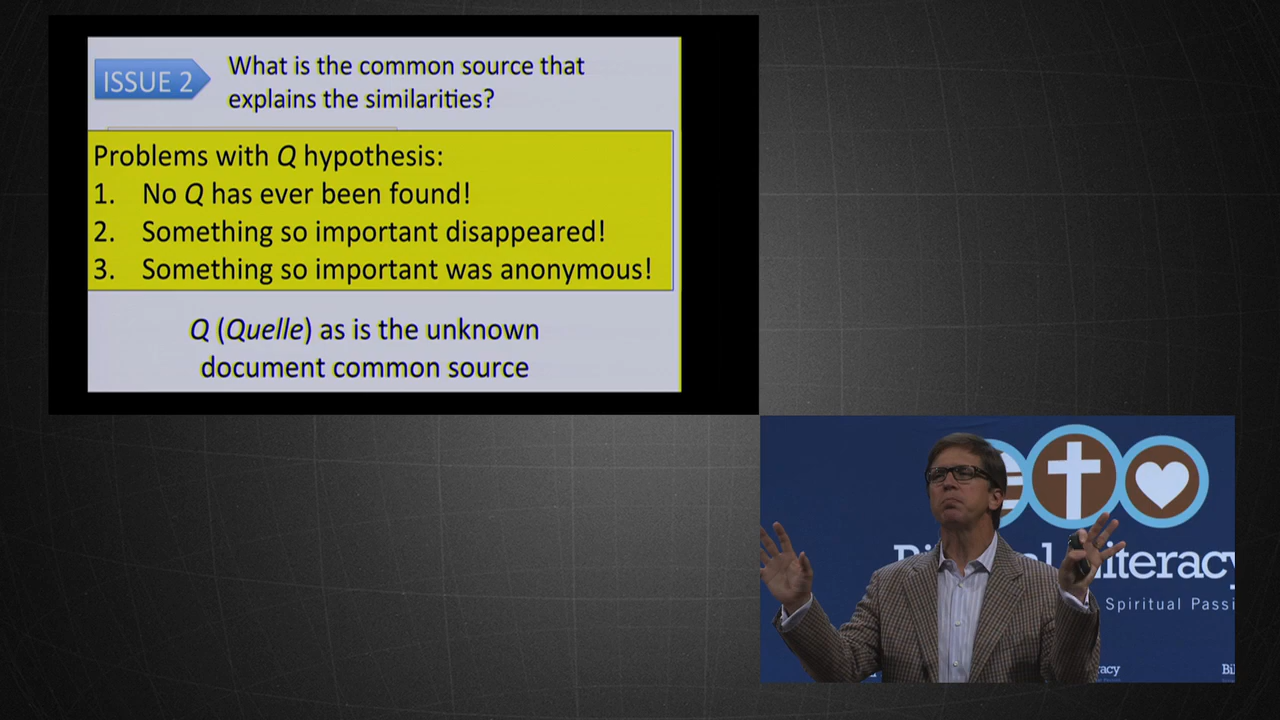 ISSUE 2
What is the common source that
explains the similarities?
Problems with Q hypothesis:
1. No Q has ever been found!
2. Something so important disappeared!
3. Something so important was anonymous!
Q (Quelle) as is the unknown
document common source
Spiritual